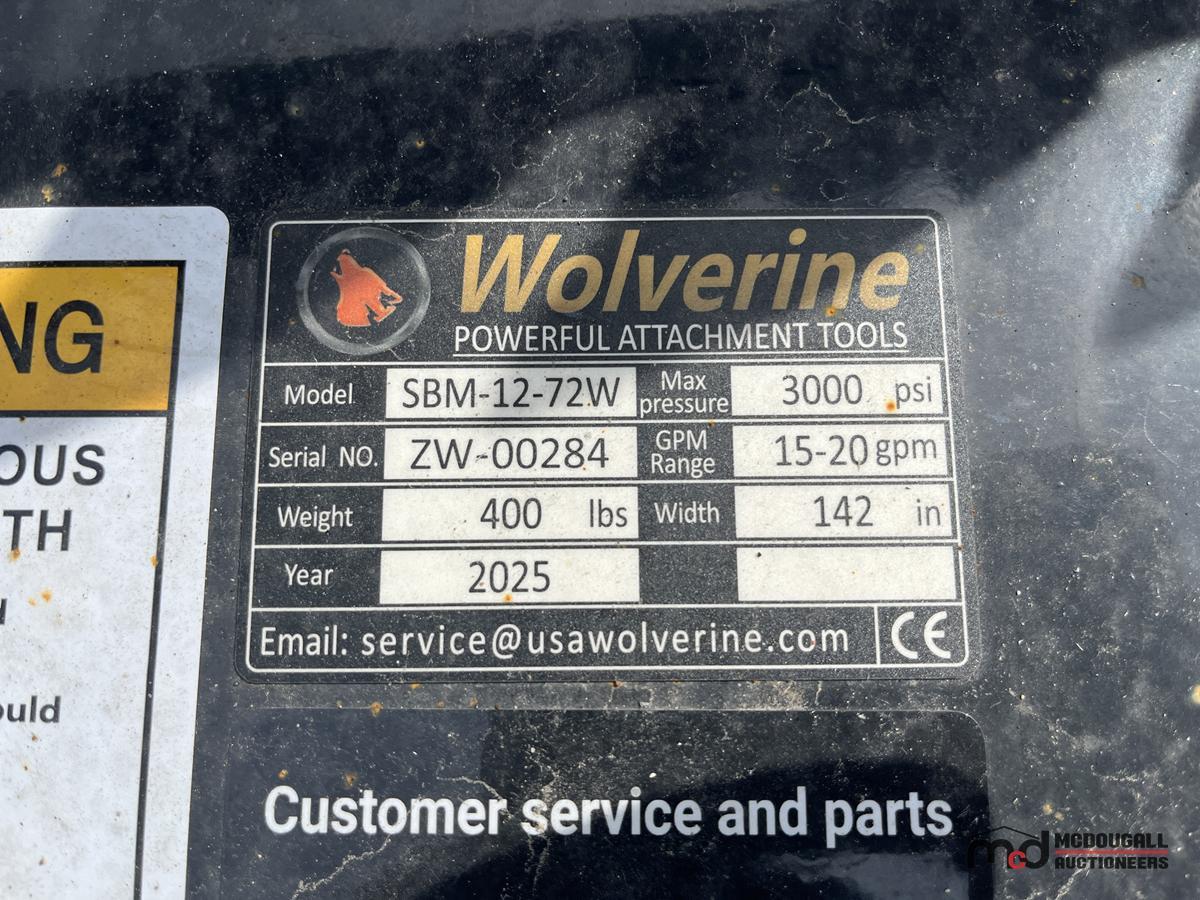 NG
OUS
TH
ould
Wolverine
POWERFUL ATTACHMENT TOOLS
Model SBM-12-72W Max pressure 3000 psi
Serial NO. ZW-00284 GPM Range 15-20 gpm
Weight 400 lbs Width 142 in
Year 2025
Email: service@usawolverine.com CE
Customer service and parts
mcd MCDOUGALL
AUCTIONEERS